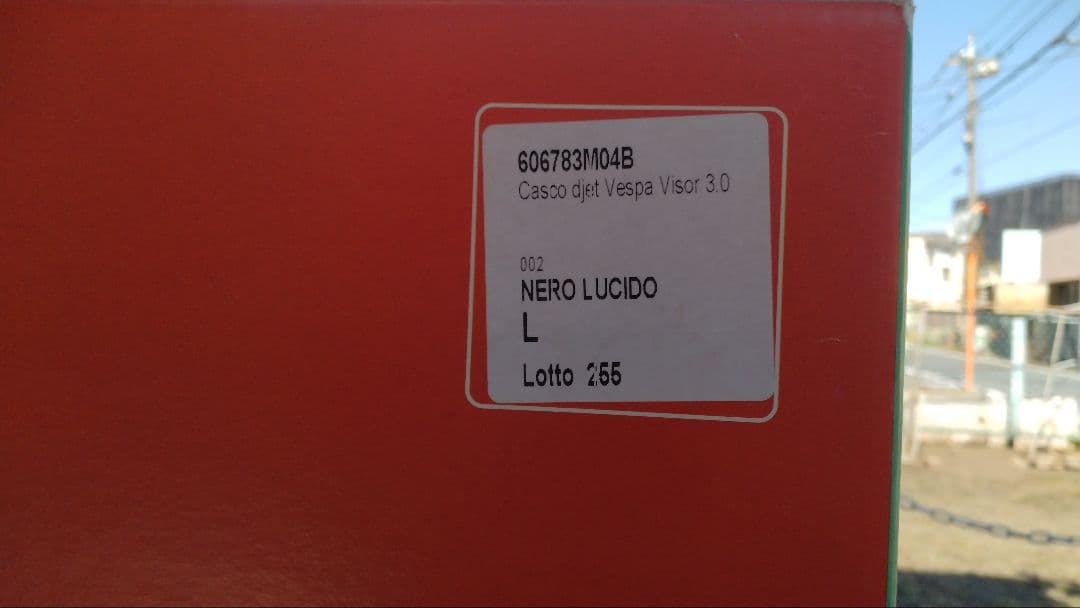 606783M04B
Casco djet Vespa Visor 3.0
002
NERO LUCIDO
L
Lotto 255